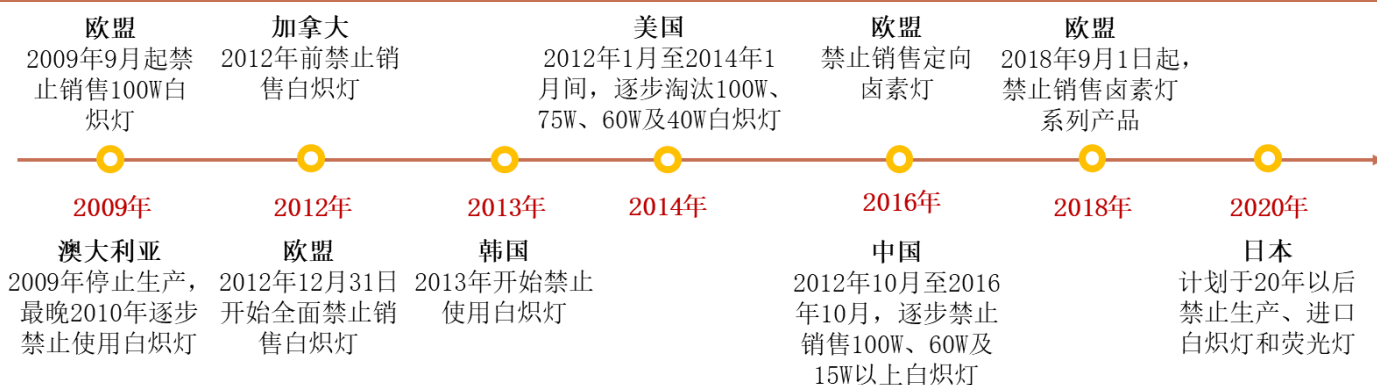 欧盟
2009年9月起禁
止销售100W白
炽灯
加拿大
2012年前禁止销
售白炽灯
美国
2012年1月至2014年1
月间，逐步淘汰100W、
75W、60W及40W白炽灯
欧盟
禁止销售定向
卤素灯
欧盟
2018年9月1日起，
禁止销售卤素灯
系列产品
2009年
2012年
2013年
2014年
2016年
2018年
2020年
澳大利亚
2009年停止生产，
最晚2010年逐步
禁止使用白炽灯
欧盟
2012年12月31日
开始全面禁止销
售白炽灯
韩国
2013年开始禁止
使用白炽灯
中国
2012年10月至2016
年10月，逐步禁止
销售100W、60W及
15W以上白炽灯
日本
计划于20年以后
禁止生产、进口
白炽灯和荧光灯